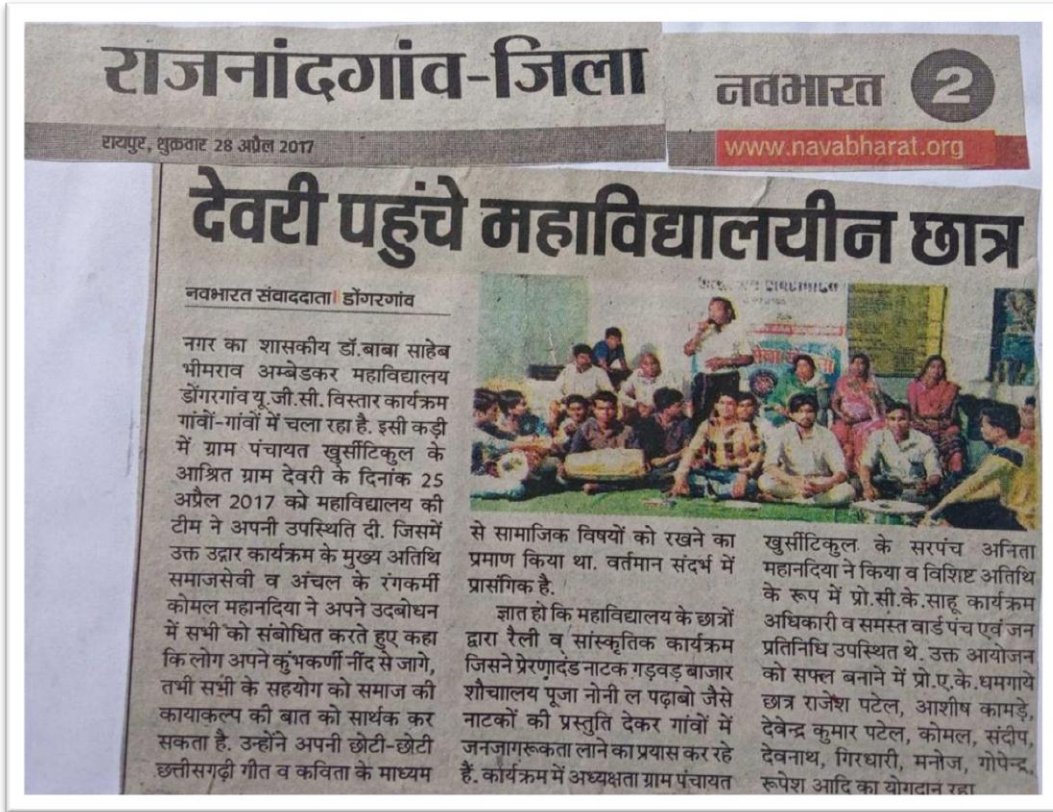 राजनांदगांव-जिला
नवभारत 2
रायपुर, शुक्रवार 28 अप्रैल 2017
www.navabharat.org
देवरी पहुंचे महाविद्यालयीन छात्र
नवभारत संवाददाता। डोंगरगांव
नगर का शासकीय डॉ.बाबा साहेब
भीमराव अम्बेडकर महाविद्यालय
डोंगरगांव यू.जी.सी. विस्तार कार्यक्रम
गांवों-गांवों में चला रहा है. इसी कड़ी
में ग्राम पंचायत खुर्सीटिकुल के
आश्रित ग्राम देवरी के दिनांक 25
अप्रैल 2017 को महाविद्यालय की
टीम ने अपनी उपस्थिति दी. जिसमें
उक्त उद्गार कार्यक्रम के मुख्य अतिथि
समाजसेवी व अंचल के रंगकर्मी
कोमल महानदिया ने अपने उदबोधन
में सभी को संबोधित करते हुए कहा
कि लोग अपने कुंभकर्णी नींद से जागे,
तभी सभी के सहयोग को समाज की
कायाकल्प की बात को सार्थक कर
सकता है. उन्होंने अपनी छोटी-छोटी
छत्तीसगढ़ी गीत व कविता के माध्यम
से सामाजिक विषयों को रखने का
प्रमाण किया था. वर्तमान संदर्भ में
प्रासंगिक है.
ज्ञात हो कि महाविद्यालय के छात्रों
द्वारा रैली व सांस्कृतिक कार्यक्रम
जिसने प्रेरणादंड नाटक गड़वड़ बाजार
शौचाालय पूजा नोनी ल पढ़ाबो जैसे
नाटकों की प्रस्तुति देकर गांवों में
जनजागरूकता लाने का प्रयास कर रहे
हैं. कार्यक्रम में अध्यक्षता ग्राम पंचायत
खुर्सीटिकुल के सरपंच अनिता
महानदिया ने किया व विशिष्ट अतिथि
के रूप में प्रो.सी.के.साहू कार्यक्रम
अधिकारी व समस्त वार्ड पंच एवं जन
प्रतिनिधि उपस्थित थे. उक्त आयोजन
को सफ्ल बनाने में प्रो.ए.के.धमगाये
छात्र राजेश पटेल, आशीष कामड़े,
देवेन्द्र कुमार पटेल, कोमल, संदीप,
देवनाथ, गिरधारी, मनोज, गोपेन्द्र,
रूपेश आदि का योगदान रहा